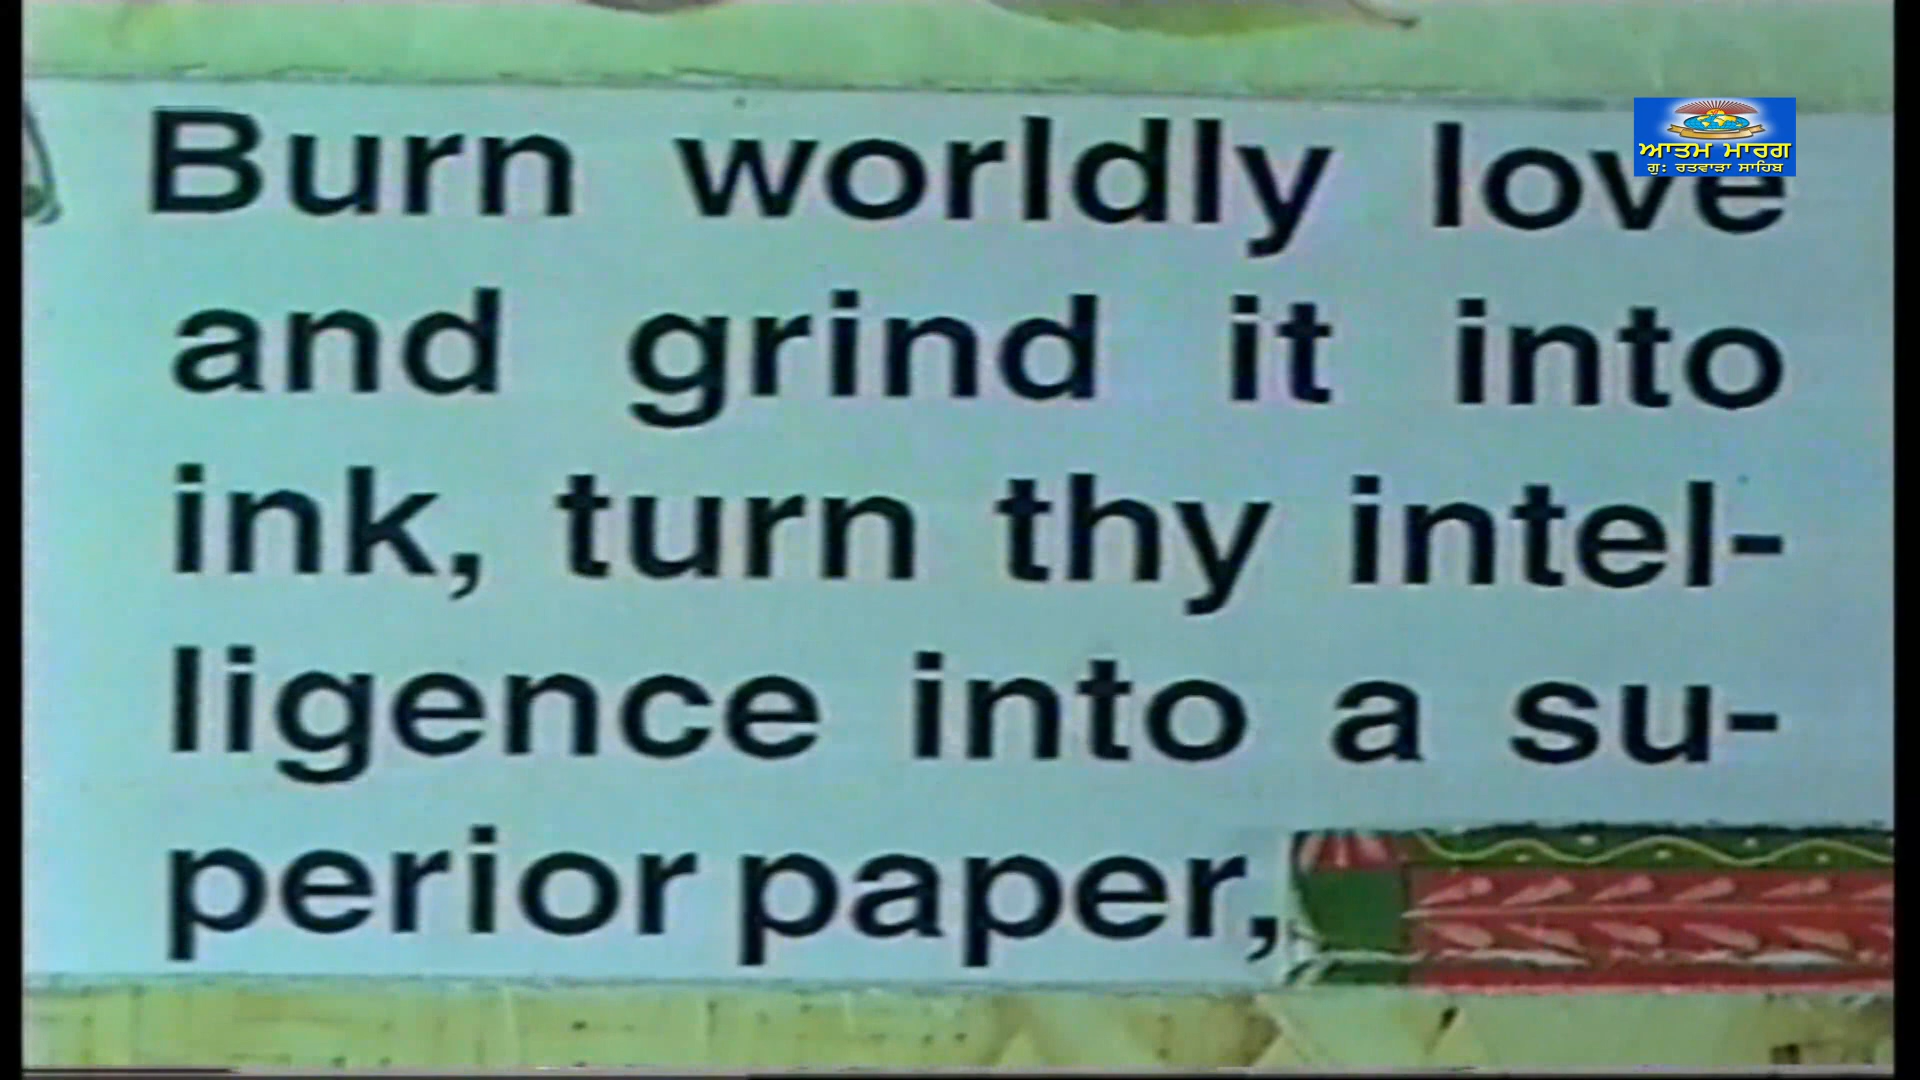 Burn worldly love
and grind it into
ink, turn thy intel-
ligence into a su-
perior paper,
ਆਤਮ ਮਾਰਗ
ਗੁ: ਰਤਵਾੜਾ ਸਾਹਿਬ